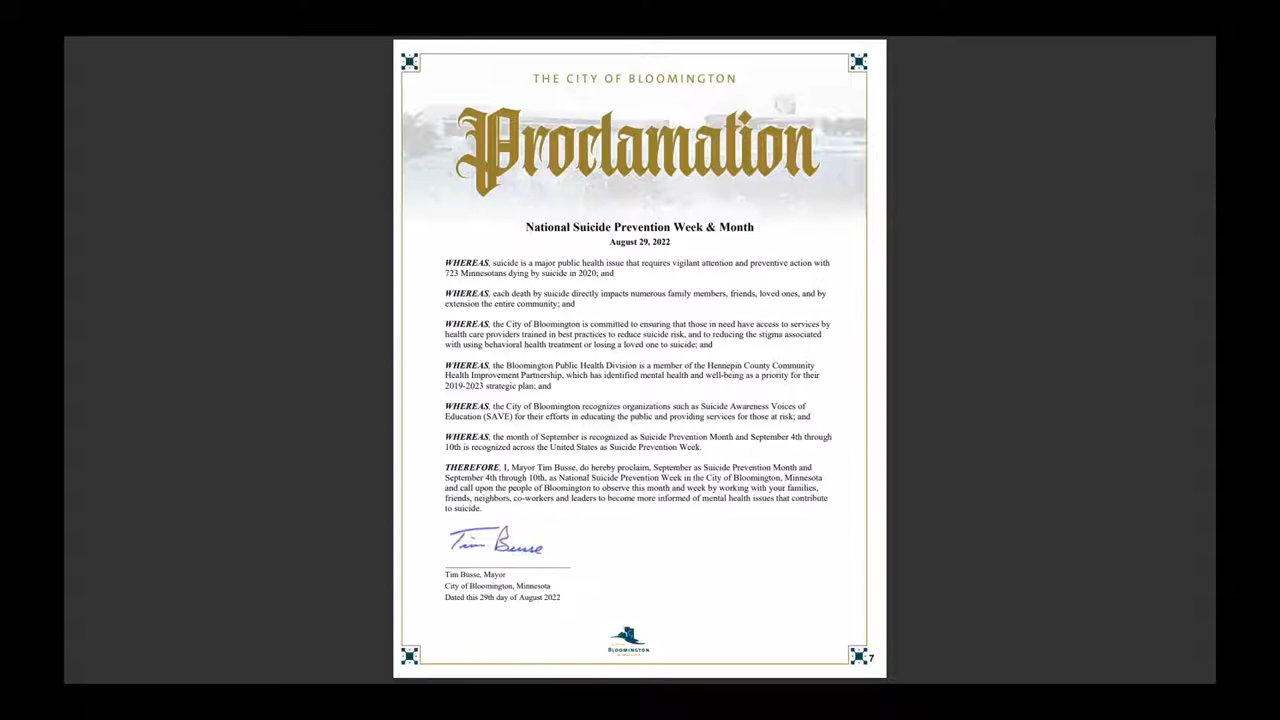 THE CITY OF BLOOMINGTON
Proclamation
National Suicide Prevention Week & Month
August 29, 2022
WHEREAS, suicide is a major public health issue that requires vigilant attention and preventive action with
723 Minnesotans dying by suicide in 2020; and
WHEREAS, each death by suicide directly impacts numerous family members, friends, loved ones, and by
extension the entire community; and
WHEREAS, the City of Bloomington is committed to ensuring that those in need have access to services by
health care providers trained in best practices to reduce suicide risk, and to reducing the stigma associated
with using behavioral health treatment or losing a loved one to suicide; and
WHEREAS, the Bloomington Public Health Division is a member of the Hennepin County Community
Health Improvement Partnership, which has identified mental health and well-being as a priority for their
2019-2023 strategic plan; and
WHEREAS, the City of Bloomington recognizes organizations such as Suicide Awareness Voices of
Education (SAVE) for their efforts in educating the public and providing services for those at risk; and
WHEREAS, the month of September is recognized as Suicide Prevention Month and September 4th through
10th is recognized across the United States as Suicide Prevention Week.
THEREFORE, I, Mayor Tim Busse, do hereby proclaim, September as Suicide Prevention Month and
September 4th through 10th, as National Suicide Prevention Week in the City of Bloomington, Minnesota
and call upon the people of Bloomington to observe this month and week by working with your families,
friends, neighbors, co-workers and leaders to become more informed of mental health issues that contribute
to suicide.
Tim Busse
Tim Busse, Mayor
City of Bloomington, Minnesota
Dated this 29th day of August 2022
BLOOMINGTON
7